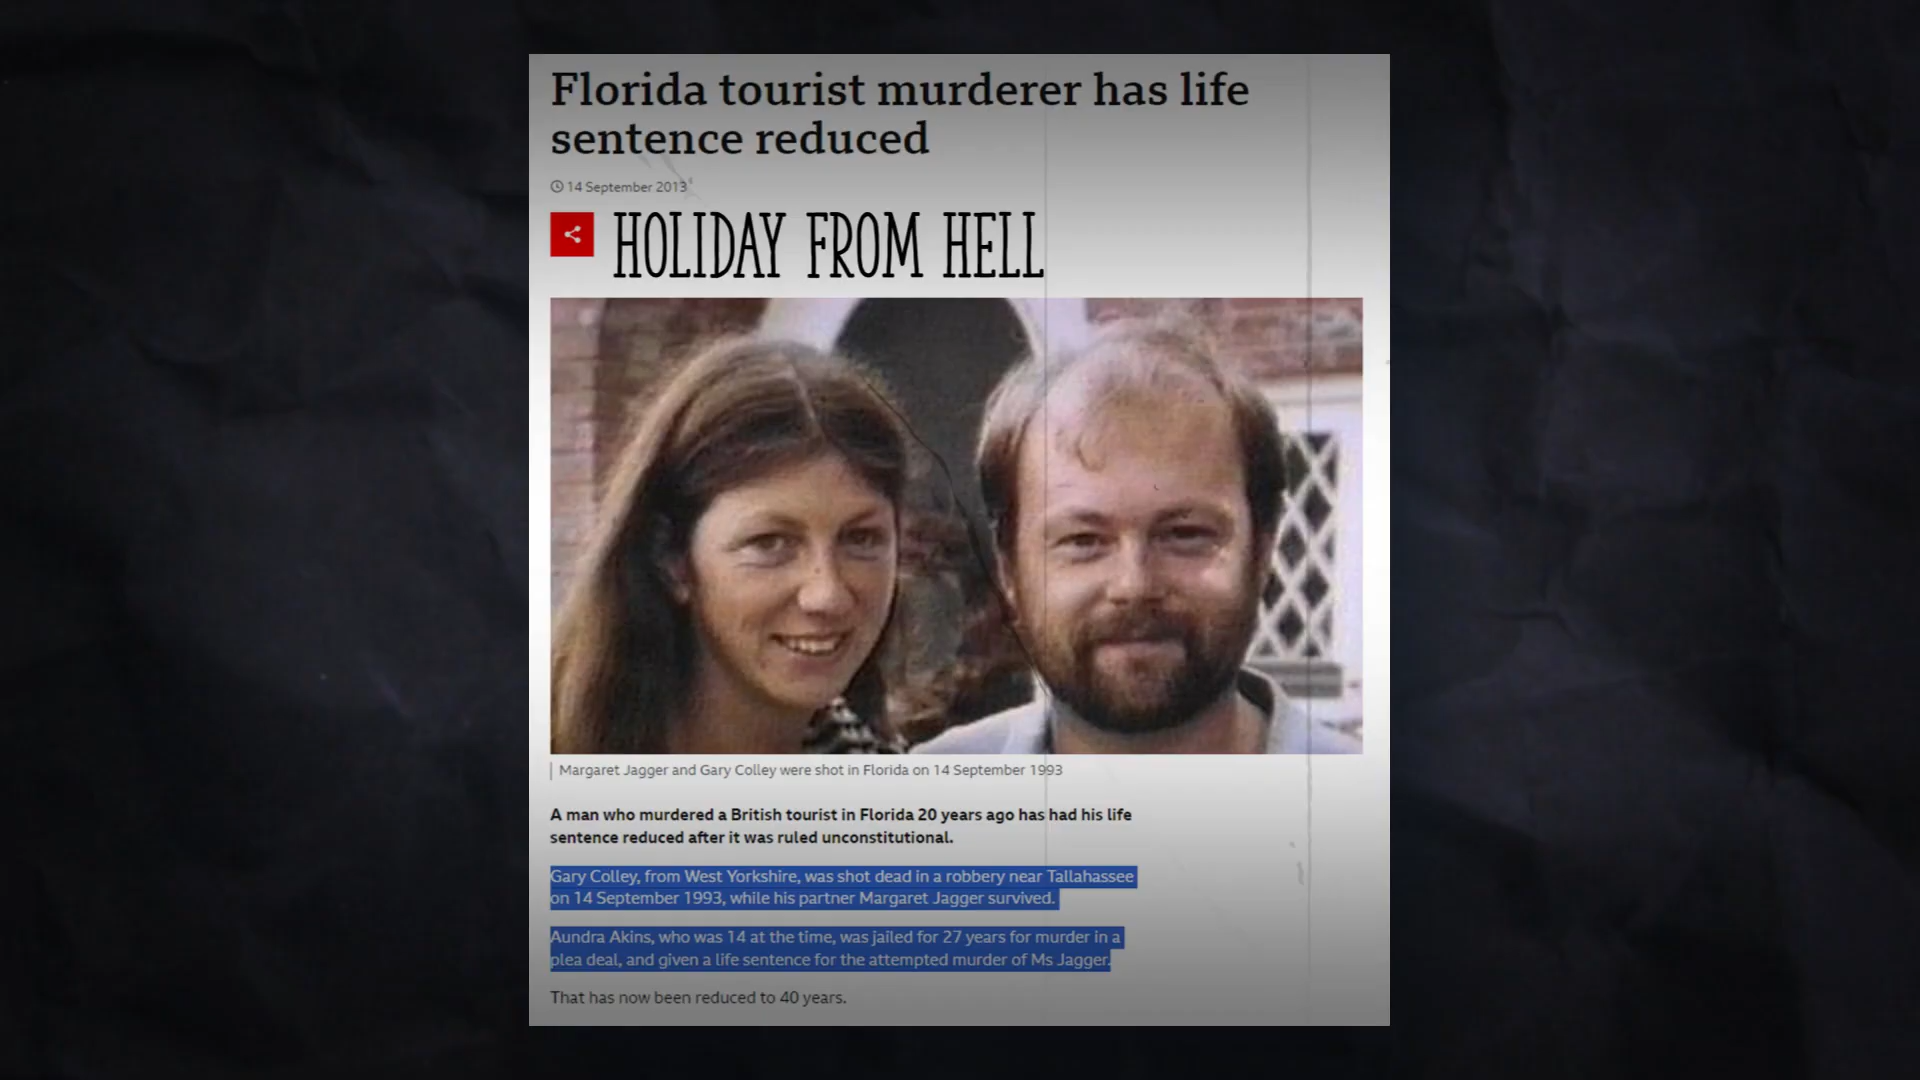 Florida tourist murderer has life
sentence reduced
14 September 2013
HOLIDAY FROM HELL
Margaret Jagger and Gary Colley were shot in Florida on 14 September 1993
A man who murdered a British tourist in Florida 20 years ago has had his life
sentence reduced after it was ruled unconstitutional.
Gary Colley, from West Yorkshire, was shot dead in a robbery near Tallahassee
on 14 September 1993, while his partner Margaret Jagger survived.
Aundra Akins, who was 14 at the time, was jailed for 27 years for murder in a
plea deal, and given a life sentence for the attempted murder of Ms Jagger.
That has now been reduced to 40 years.